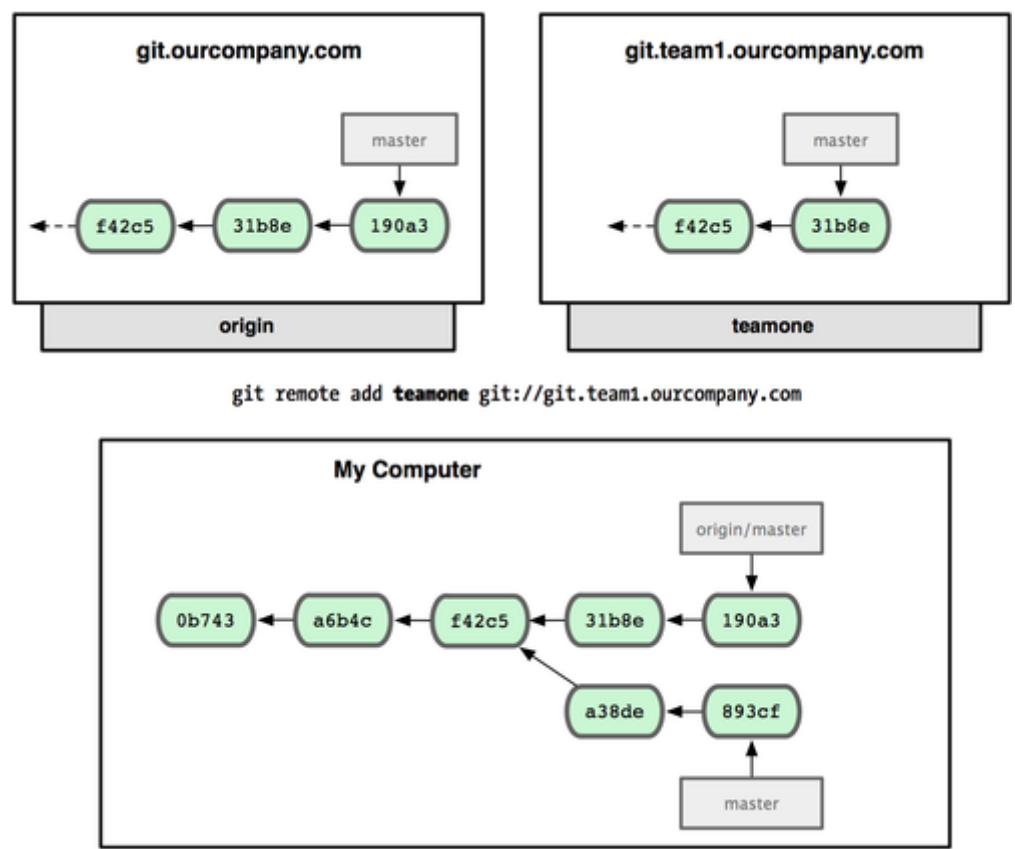 git.ourcompany.com
master
f42c5
31b8e
190a3
origin
git.team1.ourcompany.com
master
f42c5
31b8e
teamone
git remote add teamone git://git.team1.ourcompany.com
My Computer
origin/master
0b743
a6b4c
f42c5
31b8e
190a3
a38de
893cf
master